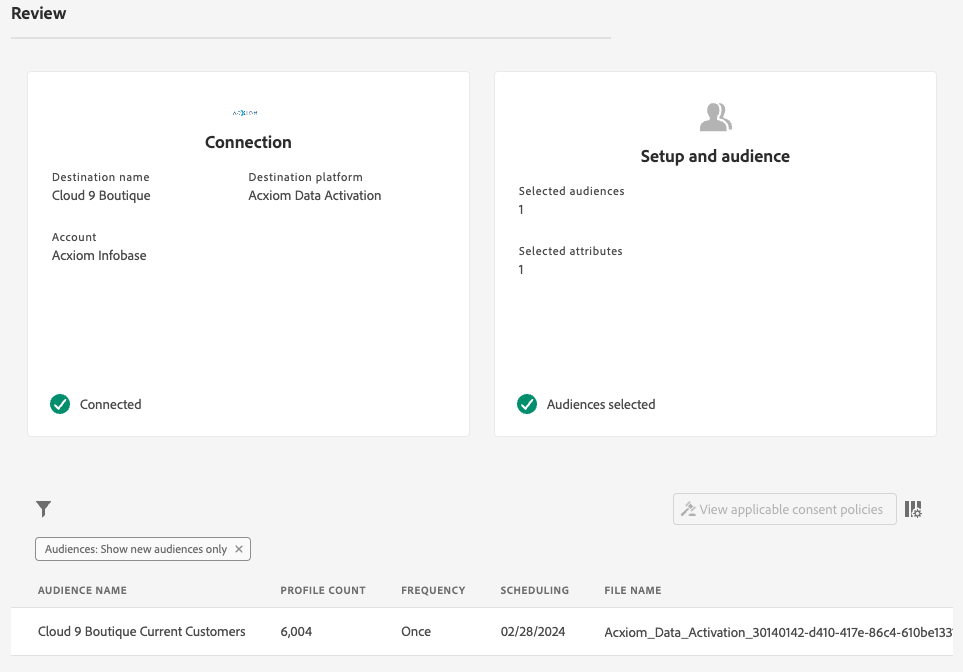 Review
ACXIOM
Connection
Destination name
Cloud 9 Boutique
Destination platform
Acxiom Data Activation
Account
Acxiom Infobase
Connected
Setup and audience
Selected audiences
1
Selected attributes
1
Audiences selected
View applicable consent policies
Audiences: Show new audiences only
AUDIENCE NAME PROFILE COUNT FREQUENCY SCHEDULING FILE NAME
Cloud 9 Boutique Current Customers 6,004 Once 02/28/2024 Acxiom_Data_Activation_30140142-d410-417e-86c4-610be133